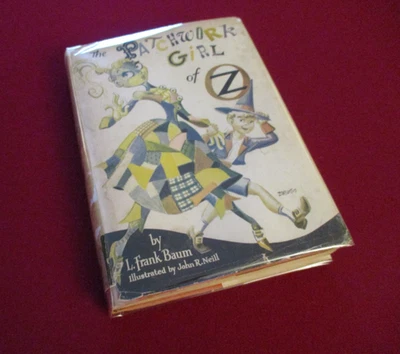 The
PATCHWORK
GiRL
of OZ
by
L. Frank Baum
Illustrated by John R. Neill